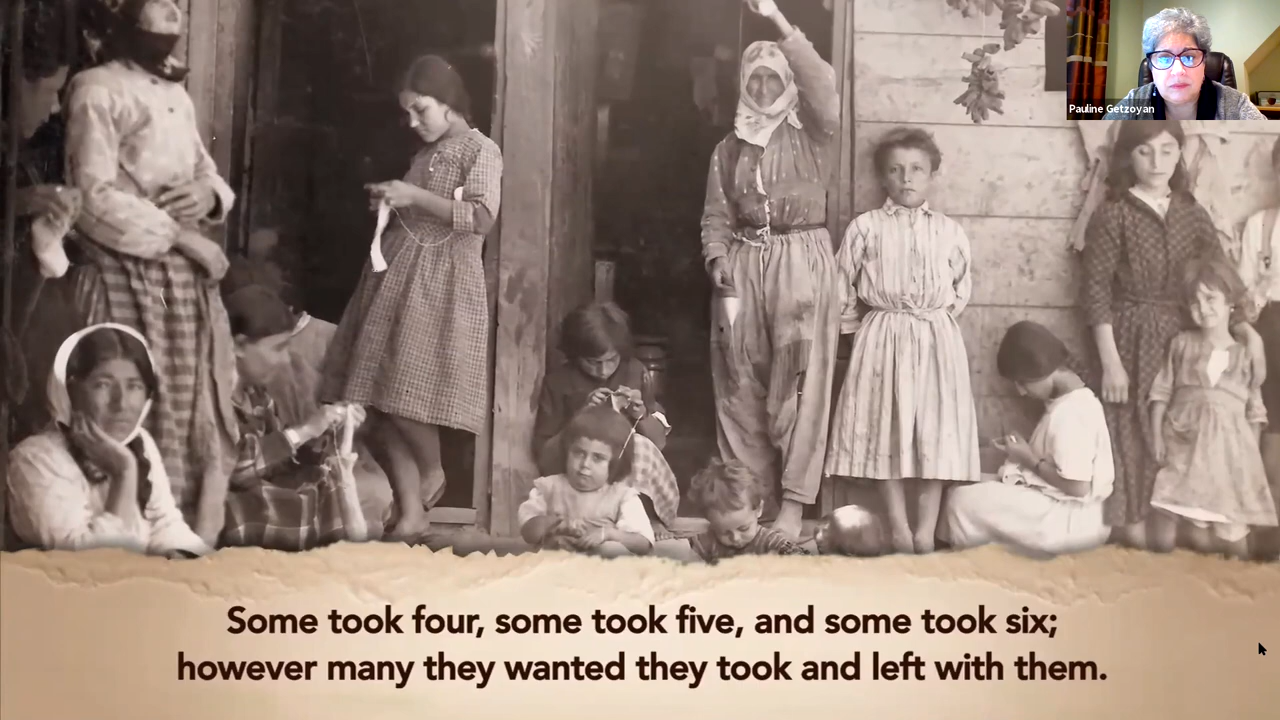 Pauline Getzoyan
Some took four, some took five, and some took six;
however many they wanted they took and left with them.